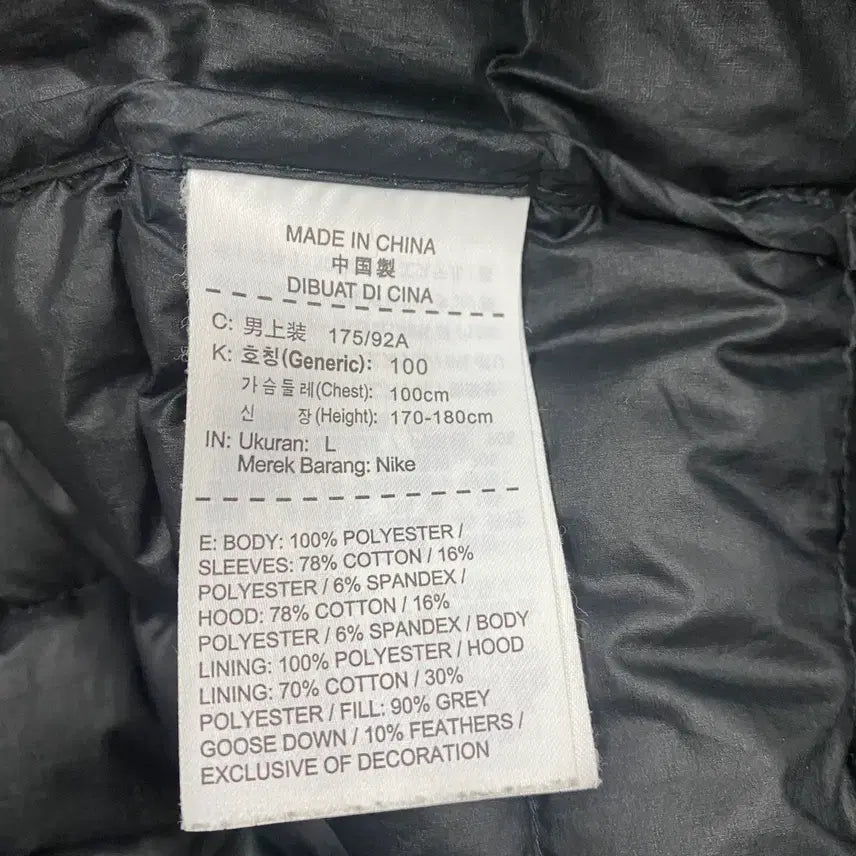 MADE IN CHINA
中国製
DIBUAT DI CINA
C: 男上装 175/92A
K: 호칭(Generic): 100
가슴둘레(Chest): 100cm
신 장(Height): 170-180cm
IN: Ukuran: L
Merek Barang: Nike
E: BODY: 100% POLYESTER /
SLEEVES: 78% COTTON / 16%
POLYESTER / 6% SPANDEX /
HOOD: 78% COTTON / 16%
POLYESTER / 6% SPANDEX / BODY
LINING: 100% POLYESTER / HOOD
LINING: 70% COTTON / 30%
POLYESTER / FILL: 90% GREY
GOOSE DOWN / 10% FEATHERS /
EXCLUSIVE OF DECORATION